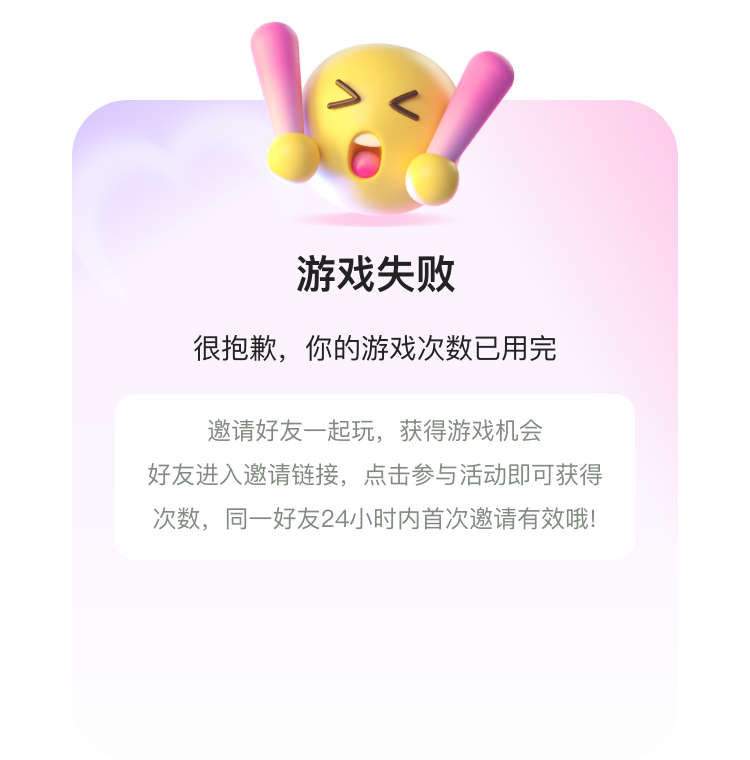 游戏失败
很抱歉，你的游戏次数已用完
邀请好友一起玩，获得游戏机会
好友进入邀请链接，点击参与活动即可获得
次数，同一好友24小时内首次邀请有效哦!